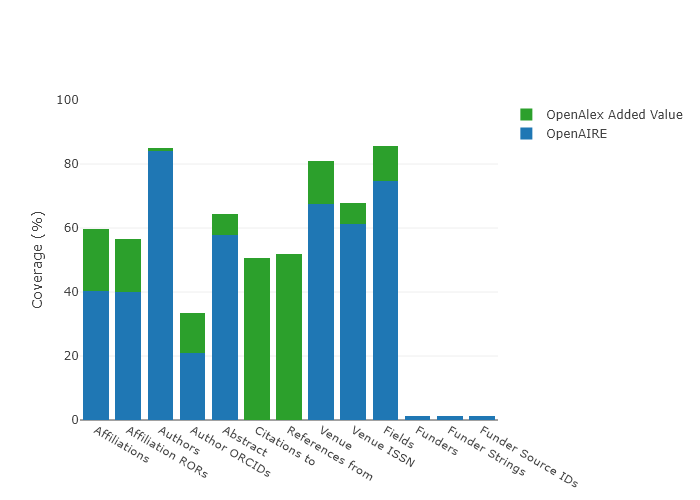 OpenAlex Added Value
OpenAIRE
Coverage (%)
100
80
60
40
20
0
Affiliations
Affiliation RORs
Authors
Author ORCIDs
Abstract
Citations to
References from
Venue
Venue ISSN
Fields
Funders
Funder Strings
Funder Source IDs